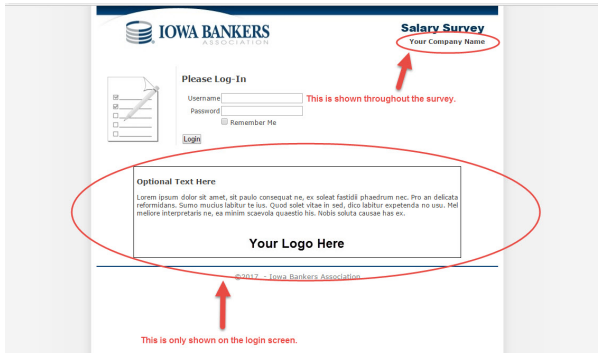 IOWA BANKERS
ASSOCIATION
Salary Survey
Your Company Name
Please Log-In
Username
This is shown throughout the survey.
Password
Remember Me
Login
Optional Text Here
Lorem ipsum dolor sit amet, sit paulo consequat ne, ex soleat fastidii phaedrum nec. Pro an delicata
reformidans. Sumo mucius labitur te ius. Quod solet vitae in sed, dico labitur expetenda no usu. Mel
meliore interpretaris ne, ea minim scaevola quaestio his. Nobis soluta causae has ex.
Your Logo Here
©2017 - Iowa Bankers Association
This is only shown on the login screen.